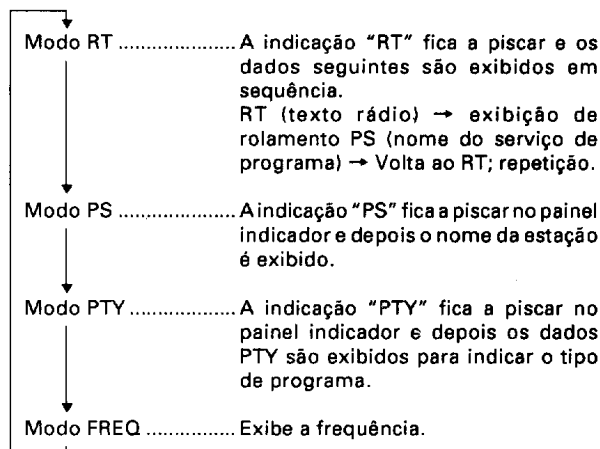 Modo RT ..................... A indicação "RT" fica a piscar e os
dados seguintes são exibidos em
sequência.
RT (texto rádio) → exibição de
rolamento PS (nome do serviço de
programa) → Volta ao RT; repetição.
Modo PS ..................... A indicação "PS" fica a piscar no painel
indicador e depois o nome da estação
é exibido.
Modo PTY ................... A indicação "PTY" fica a piscar no
painel indicador e depois os dados
PTY são exibidos para indicar o tipo
de programa.
Modo FREQ ................ Exibe a frequência.